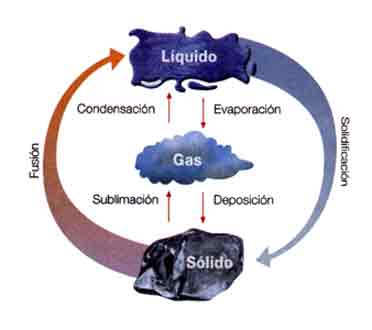 Líquido
Condensación
Evaporación
Fusión
Gas
Solidificación
Sublimación
Deposición
Sólido